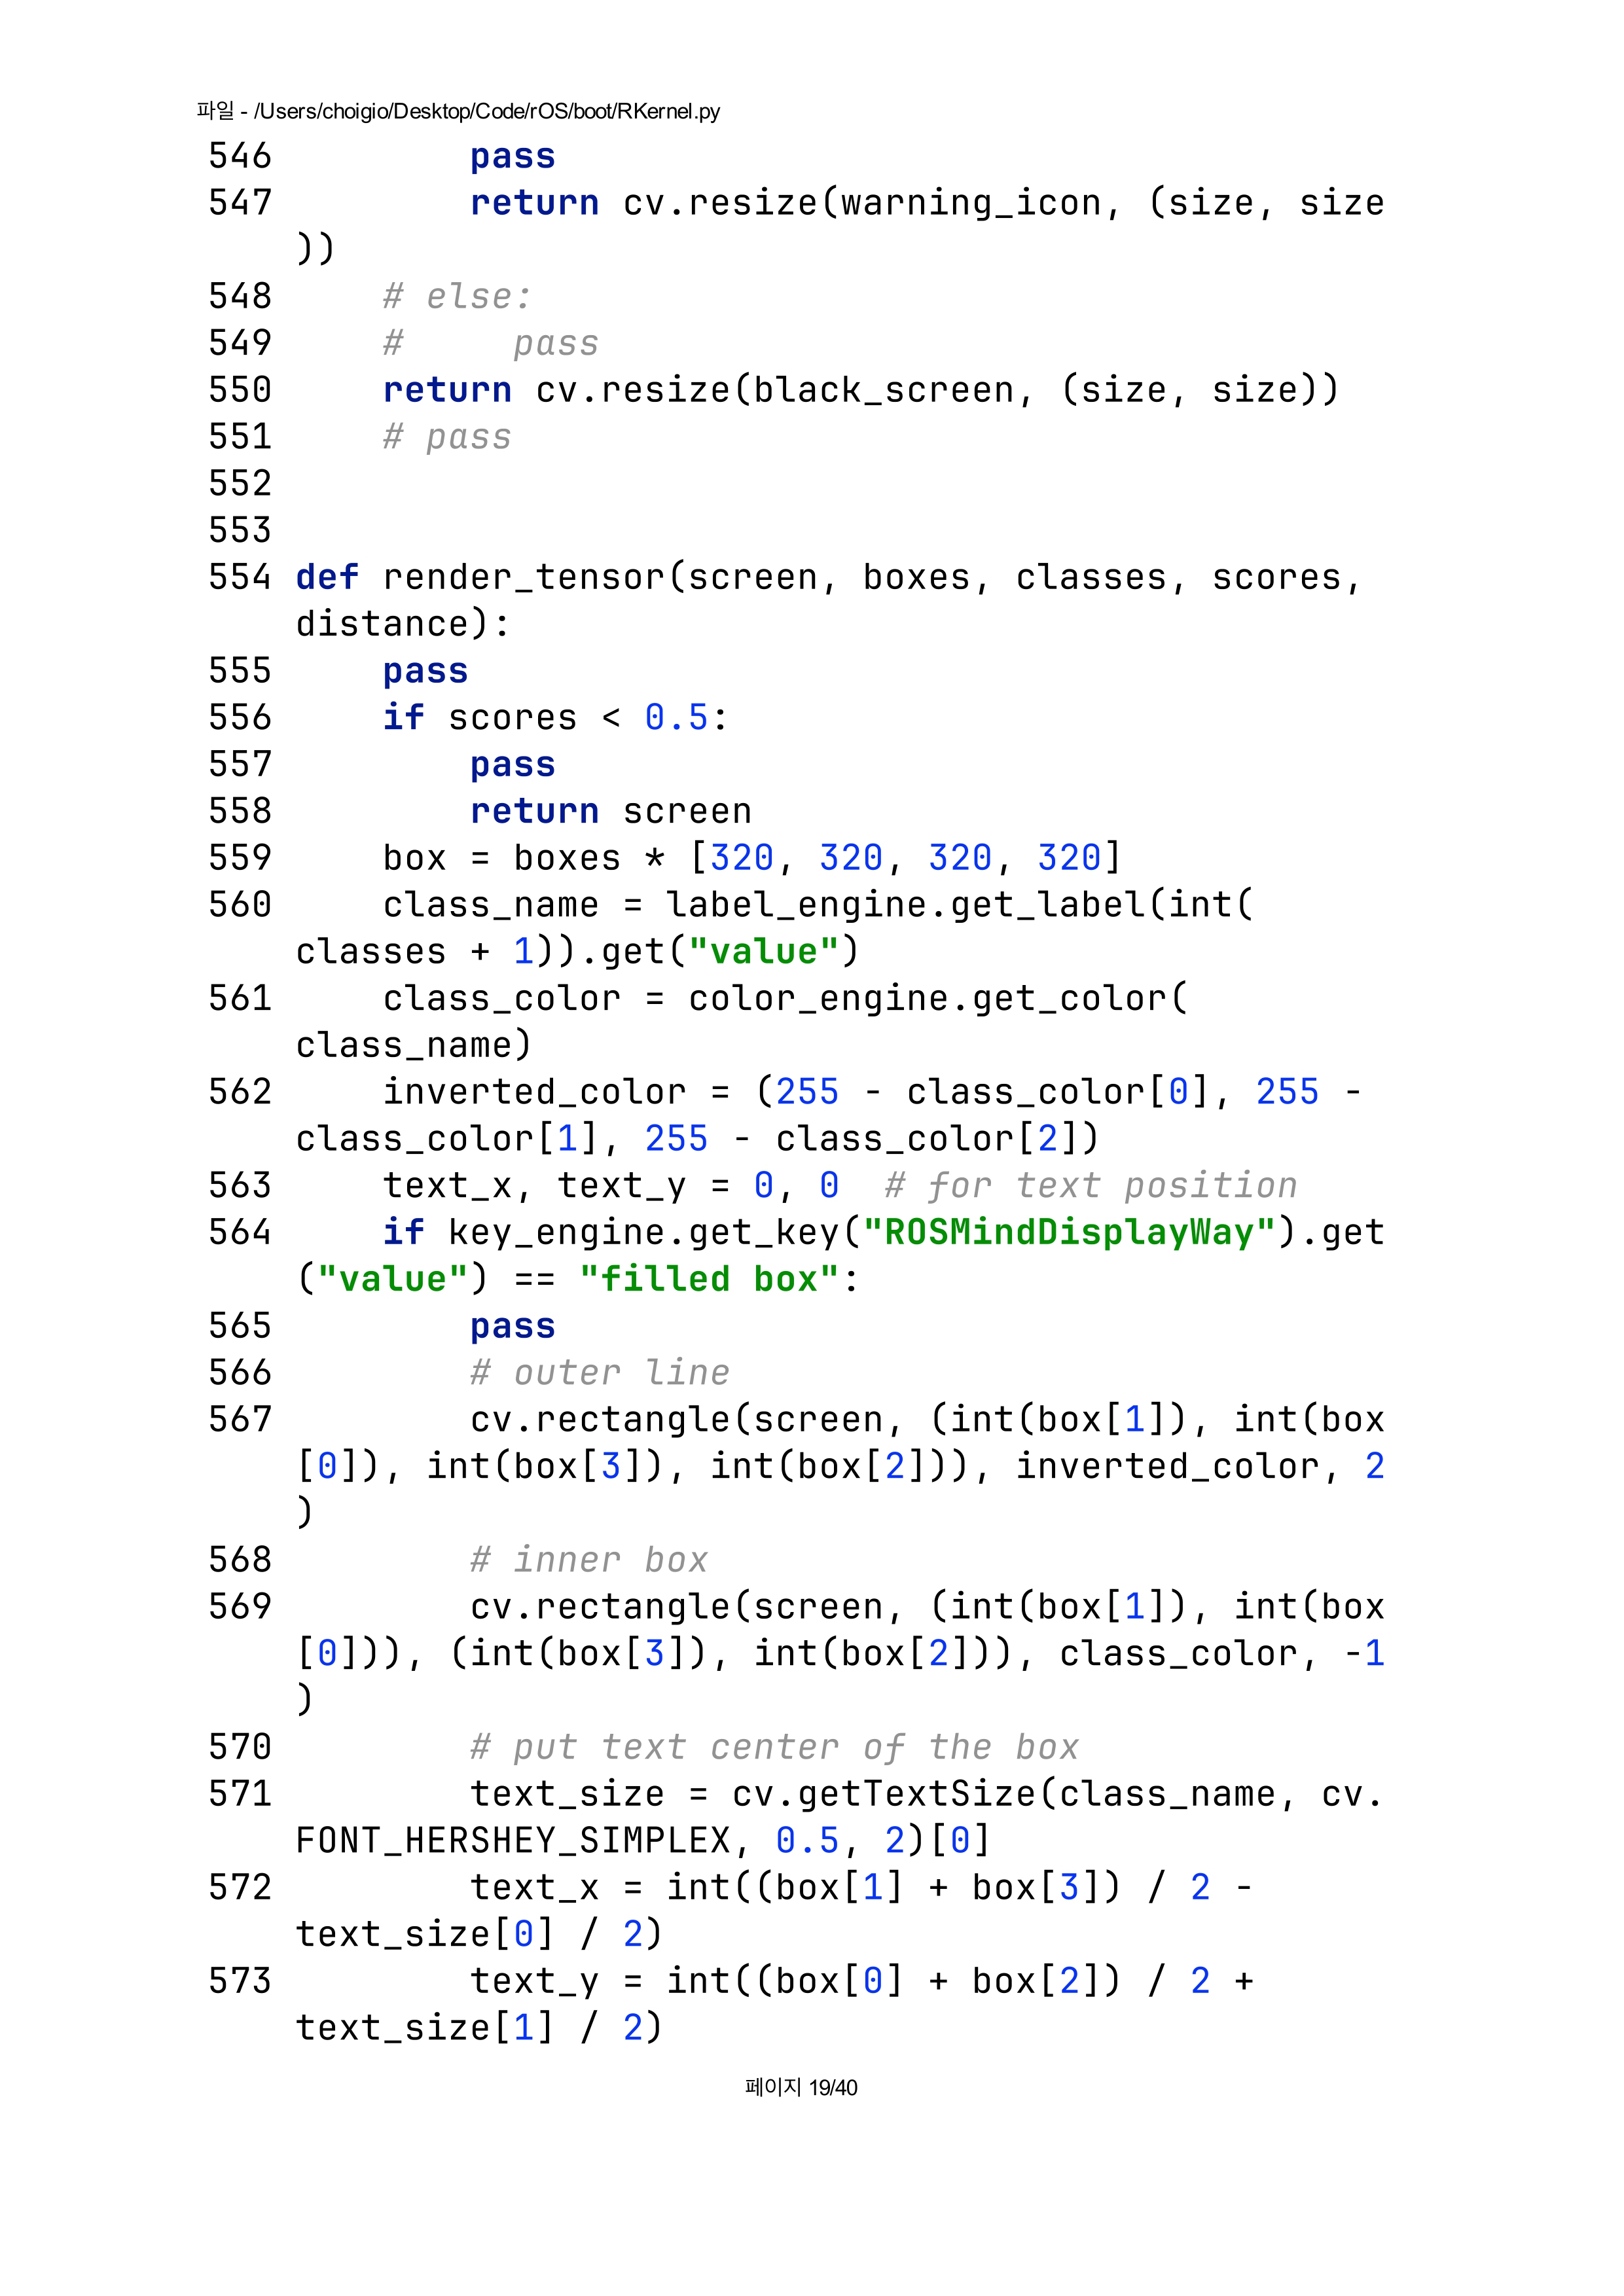 파일 - /Users/choigio/Desktop/Code/rOS/boot/RKernel.py
546         pass
547         return cv.resize(warning_icon, (size, size
))
548     # else:
549     #     pass
550     return cv.resize(black_screen, (size, size))
551     # pass
552
553
554 def render_tensor(screen, boxes, classes, scores,
distance):
555     pass
556     if scores < 0.5:
557         pass
558         return screen
559     box = boxes * [320, 320, 320, 320]
560     class_name = label_engine.get_label(int(
classes + 1)).get("value")
561     class_color = color_engine.get_color(
class_name)
562     inverted_color = (255 - class_color[0], 255 -
class_color[1], 255 - class_color[2])
563     text_x, text_y = 0, 0  # for text position
564     if key_engine.get_key("ROSMindDisplayWay").get
("value") == "filled box":
565         pass
566         # outer line
567         cv.rectangle(screen, (int(box[1]), int(box
[0]), int(box[3]), int(box[2])), inverted_color, 2
)
568         # inner box
569         cv.rectangle(screen, (int(box[1]), int(box
[0])), (int(box[3]), int(box[2])), class_color, -1
)
570         # put text center of the box
571         text_size = cv.getTextSize(class_name, cv.
FONT_HERSHEY_SIMPLEX, 0.5, 2)[0]
572         text_x = int((box[1] + box[3]) / 2 -
text_size[0] / 2)
573         text_y = int((box[0] + box[2]) / 2 +
text_size[1] / 2)
페이지 19/40